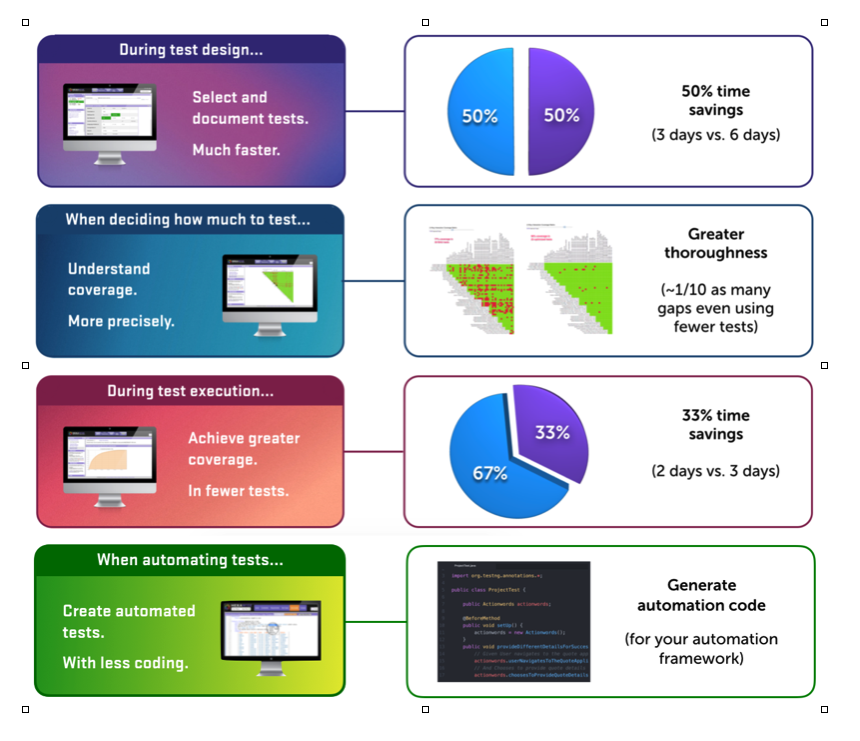 During test design...
Select and
document tests.
Much faster.
50%
50%
50% time
savings
(3 days vs. 6 days)
When deciding how much to test...
Understand
coverage.
More precisely.
Greater
thoroughness
(~1/10 as many
gaps even using
fewer tests)
During test execution...
Achieve greater
coverage.
In fewer tests.
67%
33%
33% time
savings
(2 days vs. 3 days)
When automating tests...
Create automated
tests.
With less coding.
import org.testng.annotations.*;
public class ProjectTest {
public Actionwords actionwords;
@BeforeMethod
public void setUp() {
actionwords = new Actionwords();
}
public void provideDifferentDetailsForSucces
actionwords.userNavigatesToTheQuoteAppli
actionwords.choosesToProvideQuoteDetails
Generate
automation code
(for your automation
framework)